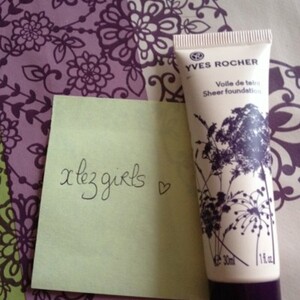 YVES ROCHER
Voile de teint
Sheer foundation
xlezgirls
30ml
1 fl.oz.